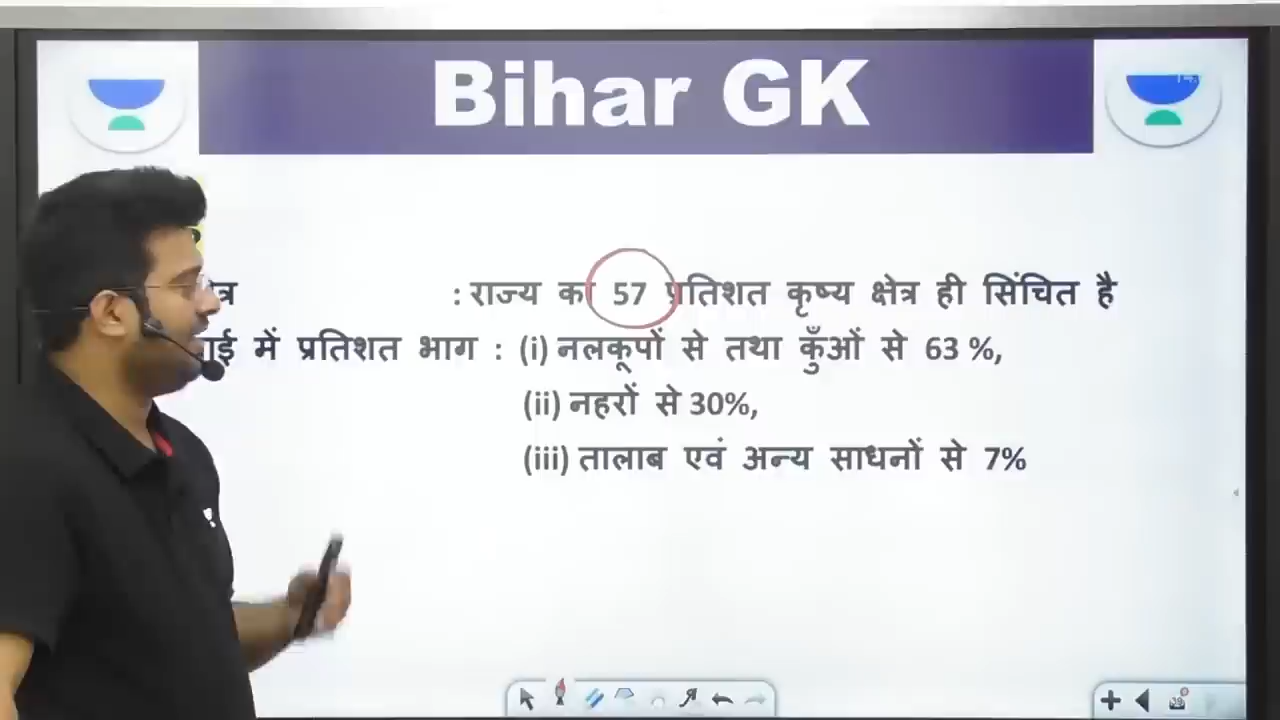 Bihar GK
: राज्य का 57 प्रतिशत कृष्य क्षेत्र ही सिंचित है
में प्रतिशत भाग : (i) नलकूपों से तथा कुँओं से 63 %,
(ii) नहरों से 30%,
(iii) तालाब एवं अन्य साधनों से 7%